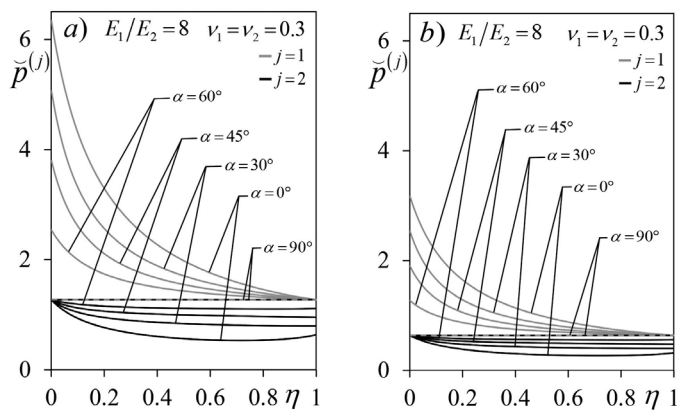 a) E₁/E₂ = 8 ν₁ = ν₂ = 0.3
p̆⁽ʲ⁾
j = 1
j = 2
α = 60°
α = 45°
α = 30°
α = 0°
α = 90°
6
4
2
0
0 0.2 0.4 0.6 0.8 η 1
b) E₁/E₂ = 8 ν₁ = ν₂ = 0.3
p̆⁽ʲ⁾
j = 1
j = 2
α = 60°
α = 45°
α = 30°
α = 0°
α = 90°
6
4
2
0
0 0.2 0.4 0.6 0.8 η 1